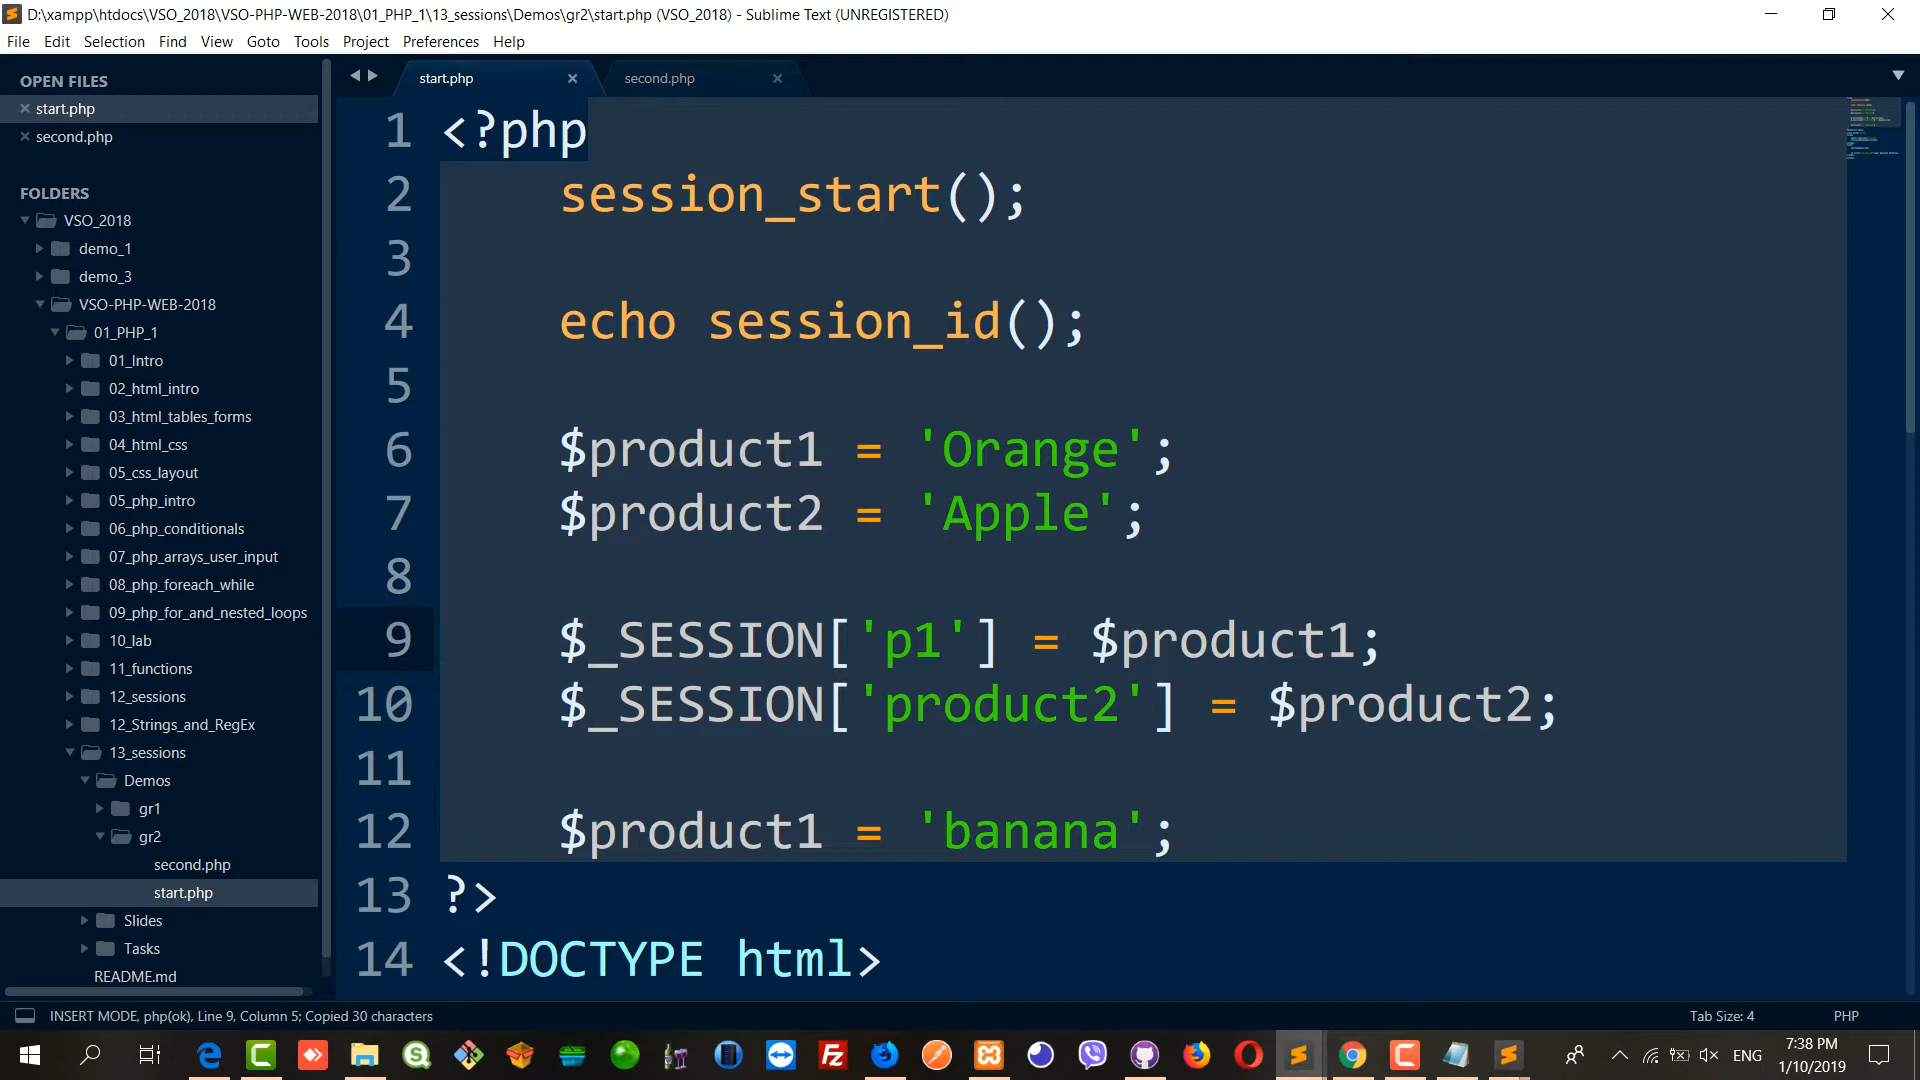 D:\xampp\htdocs\VSO_2018\VSO-PHP-WEB-2018\01_PHP_1\13_sessions\Demos\gr2\start.php (VSO_2018) - Sublime Text (UNREGISTERED)
File Edit Selection Find View Goto Tools Project Preferences Help
OPEN FILES
start.php
second.php
FOLDERS
VSO_2018
demo_1
demo_3
VSO-PHP-WEB-2018
01_PHP_1
01_Intro
02_html_intro
03_html_tables_forms
04_html_css
05_css_layout
05_php_intro
06_php_conditionals
07_php_arrays_user_input
08_php_foreach_while
09_php_for_and_nested_loops
10_lab
11_functions
12_sessions
12_Strings_and_RegEx
13_sessions
Demos
gr1
gr2
second.php
start.php
Slides
Tasks
README.md
start.php second.php
1 <?php
2 session_start();
3
4 echo session_id();
5
6 $product1 = 'Orange';
7 $product2 = 'Apple';
8
9 $_SESSION['p1'] = $product1;
10 $_SESSION['product2'] = $product2;
11
12 $product1 = 'banana';
13 ?>
14 <!DOCTYPE html>
INSERT MODE, php(ok), Line 9, Column 5; Copied 30 characters
Tab Size: 4 PHP
ENG
7:38 PM
1/10/2019